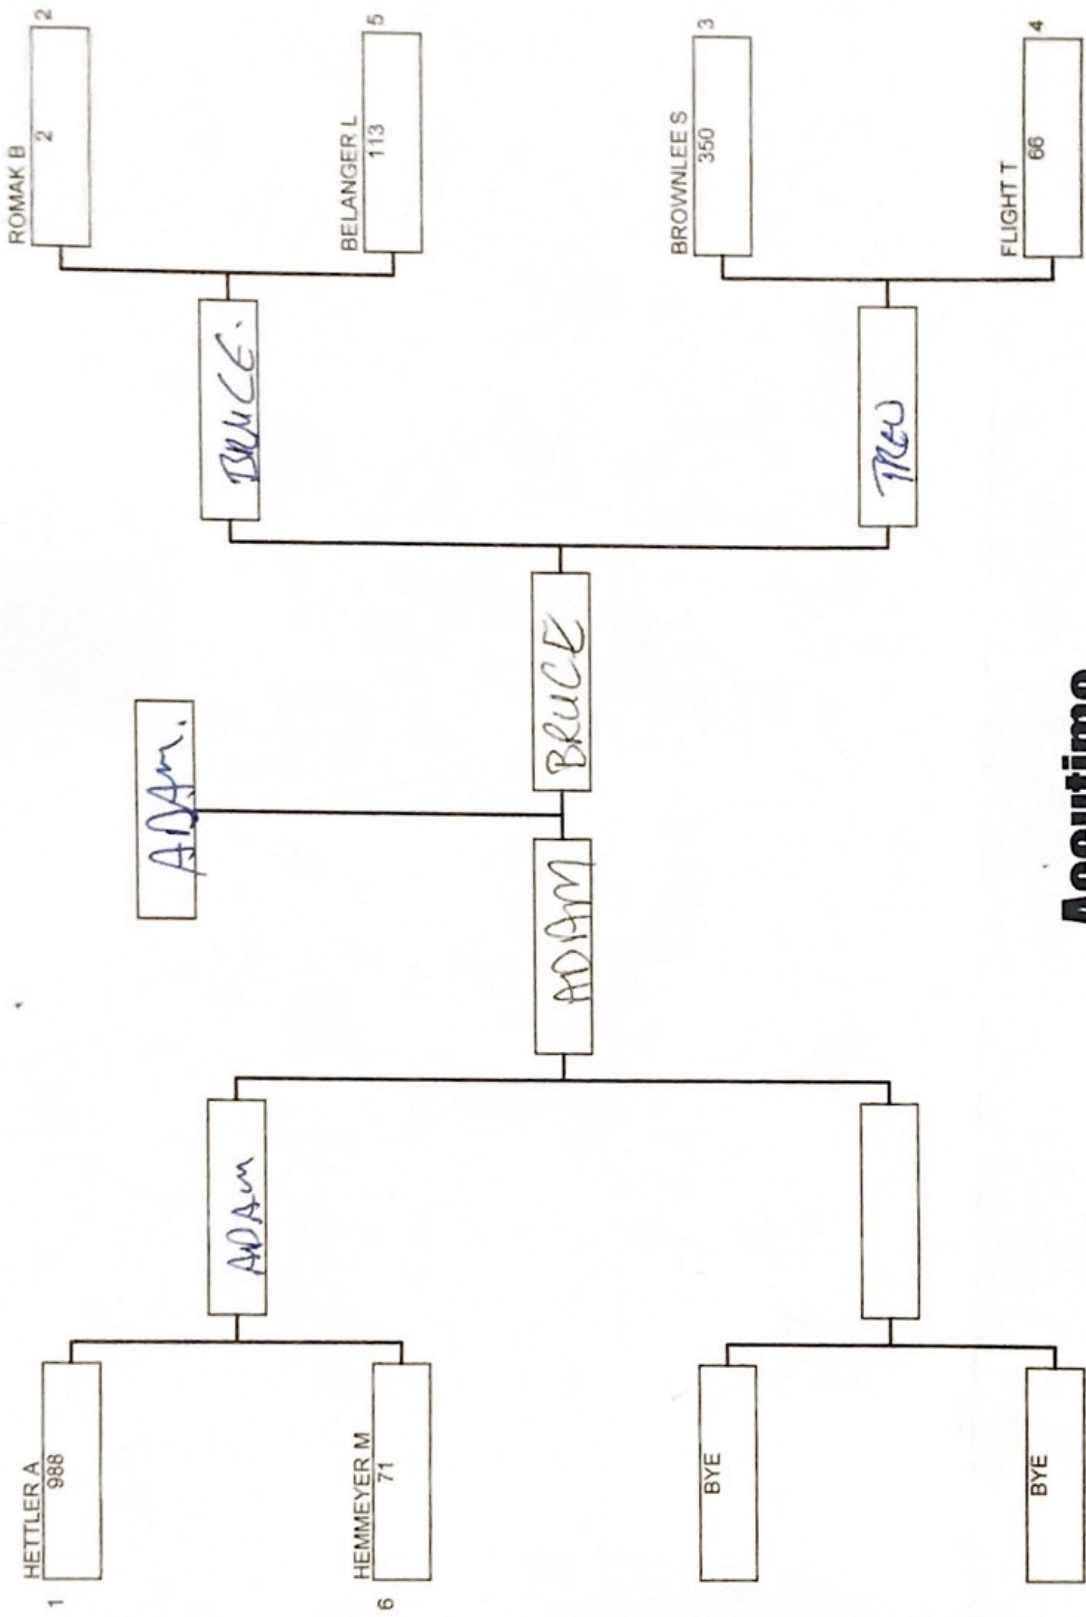 1
HETTLER A
988
6
HEMMEYER M
71
BYE
BYE
ADAM
ADAM
ADAM.
BRUCE
BRUCE.
TREV
ROMAK B
2
2
BELANGER L
113
5
BROWNLEE S
350
3
FLIGHT T
66
4
Accutime